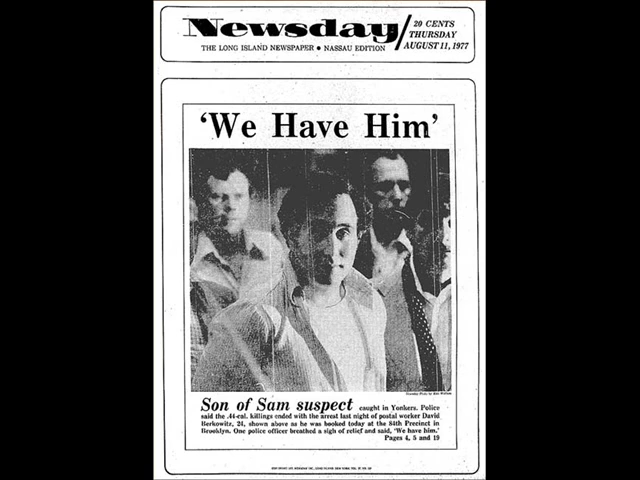 Newsday
THE LONG ISLAND NEWSPAPER • NASSAU EDITION
20 CENTS
THURSDAY
AUGUST 11, 1977
'We Have Him'
Son of Sam suspect caught in Yonkers. Police
said the .44-cal. killings ended with the arrest last night of postal worker David
Berkowitz, 24, shown above as he was booked today at the 84th Precinct in
Brooklyn. One police officer breathed a sigh of relief and said, 'We have him.'
Pages 4, 5 and 19